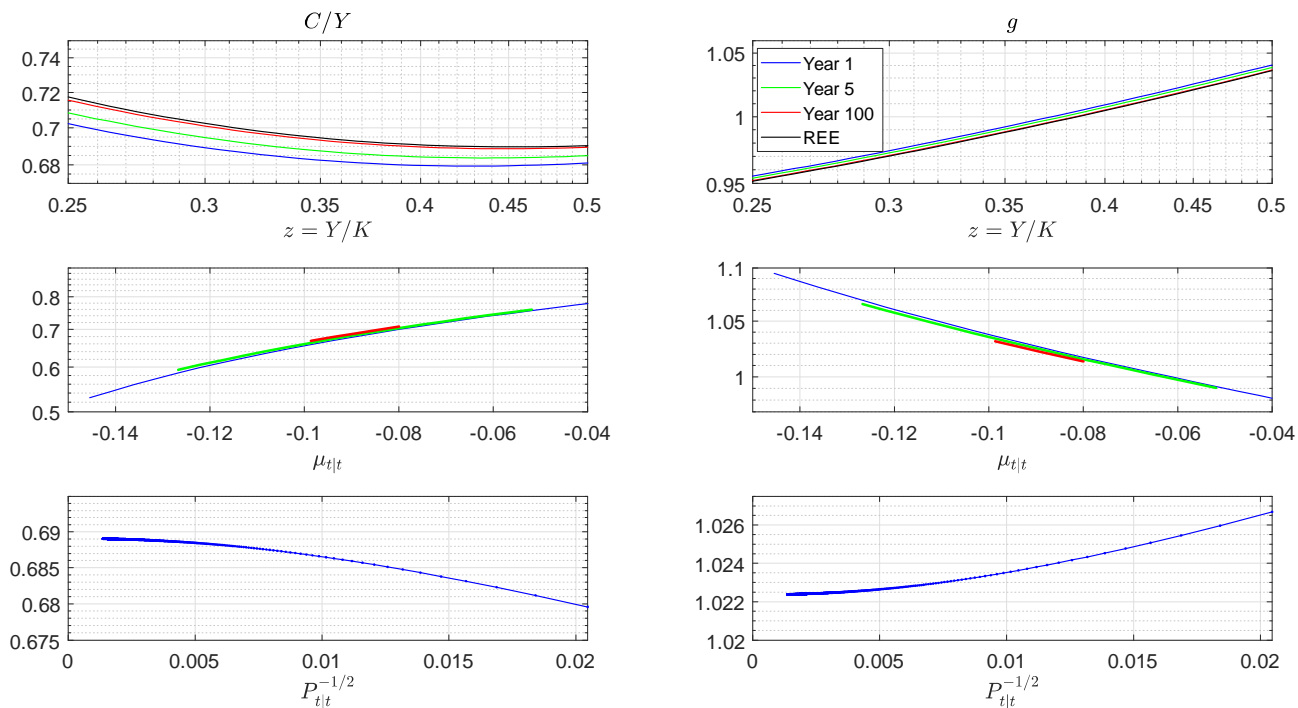 C/Y
0.74
0.72
0.7
0.68
0.25 0.3 0.35 0.4 0.45 0.5
z = Y/K
g
1.05
1
0.95
Year 1
Year 5
Year 100
REE
0.25 0.3 0.35 0.4 0.45 0.5
z = Y/K
0.8
0.7
0.6
0.5
-0.14 -0.12 -0.1 -0.08 -0.06 -0.04
μ_{t|t}
1.1
1.05
1
-0.14 -0.12 -0.1 -0.08 -0.06 -0.04
μ_{t|t}
0.69
0.685
0.68
0.675
0 0.005 0.01 0.015 0.02
P_{t|t}^{-1/2}
1.026
1.024
1.022
1.02
0 0.005 0.01 0.015 0.02
P_{t|t}^{-1/2}